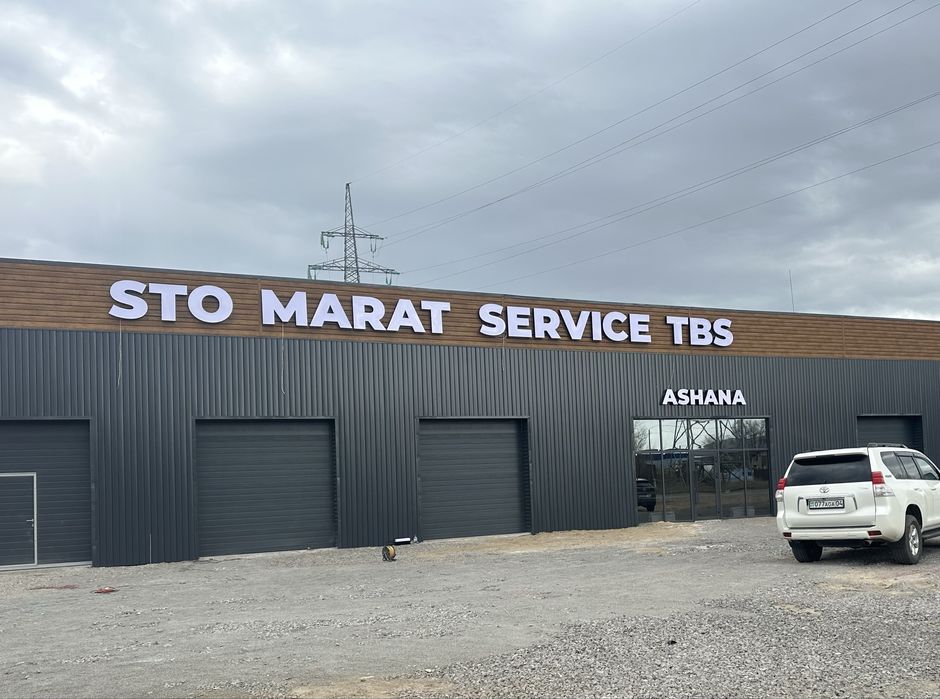 STO MARAT SERVICE TBS
ASHANA